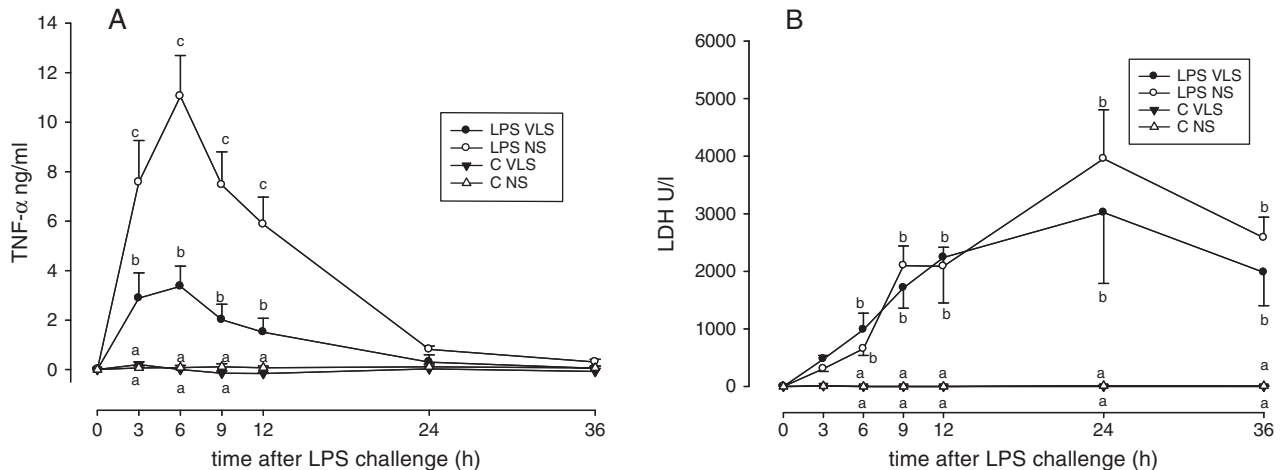 A
TNF-α ng/ml
14
12
10
8
6
4
2
0
c
c
c
c
b
b
b
b
a
a
a
a
a
a
LPS VLS
LPS NS
C VLS
C NS
0 3 6 9 12 24 36
time after LPS challenge (h)
B
LDH U/l
6000
5000
4000
3000
2000
1000
0
b
b
b
b
b
b
b
b
b
b
a
a
a
a
a
a
a
a
a
a
LPS VLS
LPS NS
C VLS
C NS
0 3 6 9 12 24 36
time after LPS challenge (h)